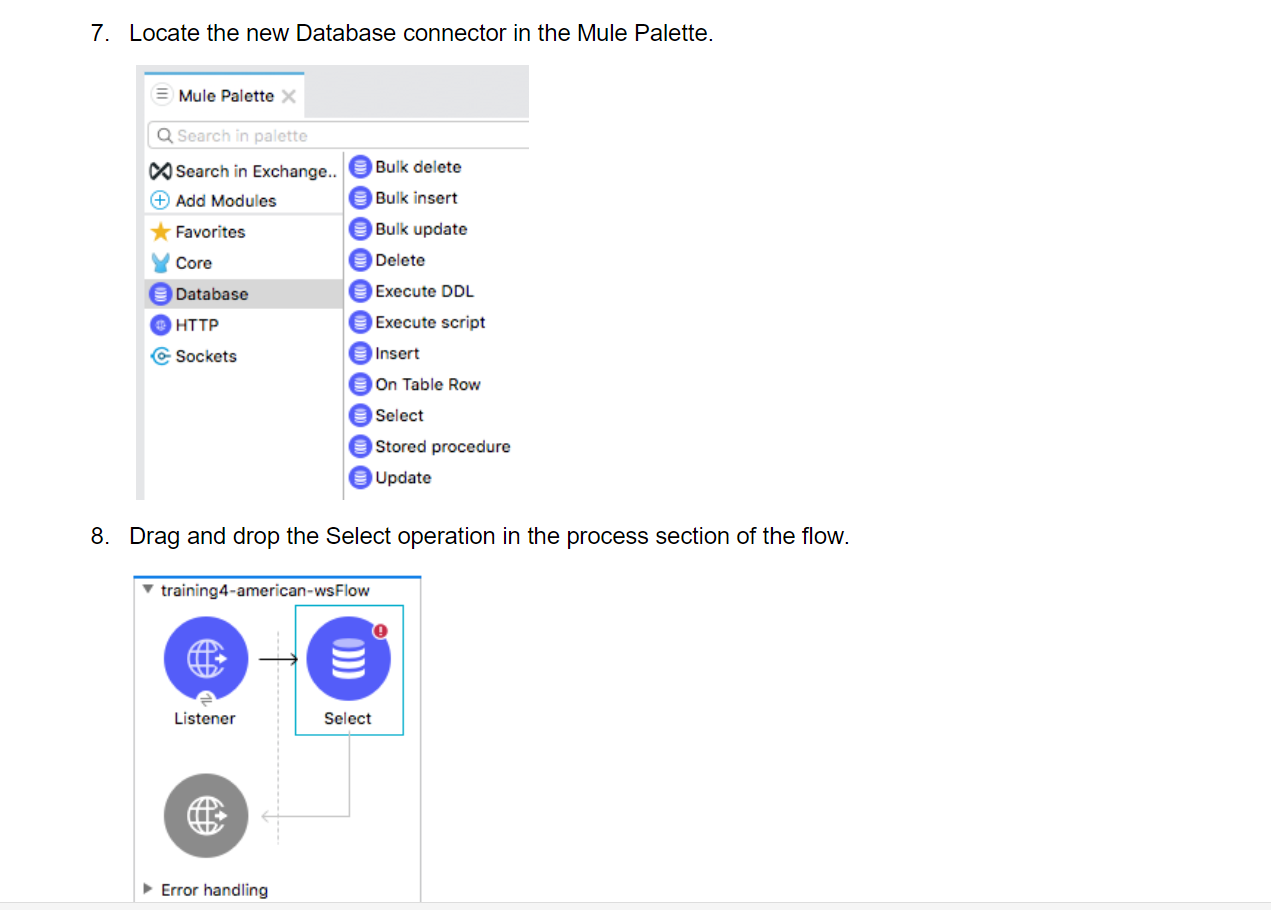 7. Locate the new Database connector in the Mule Palette.
Mule Palette
Search in palette
Search in Exchange..
Add Modules
Favorites
Core
Database
HTTP
Sockets
Bulk delete
Bulk insert
Bulk update
Delete
Execute DDL
Execute script
Insert
On Table Row
Select
Stored procedure
Update
8. Drag and drop the Select operation in the process section of the flow.
training4-american-wsFlow
Listener
Select
Error handling